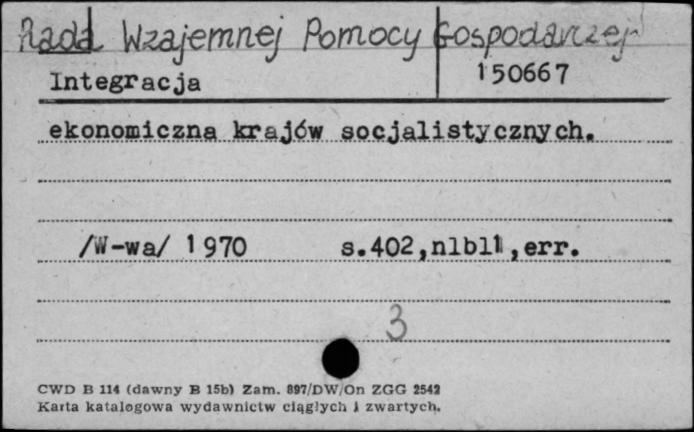 Rada Wzajemnej Pomocy Gospodarczej
Integracja 150667
ekonomiczna krajów socjalistycznych.
/W-wa/ 1970 s.402,nlbl1,err.
3
CWD B 114 (dawny B 15b) Zam. 897/DW/On ZGG 2542
Karta katalogowa wydawnictw ciągłych i zwartych.